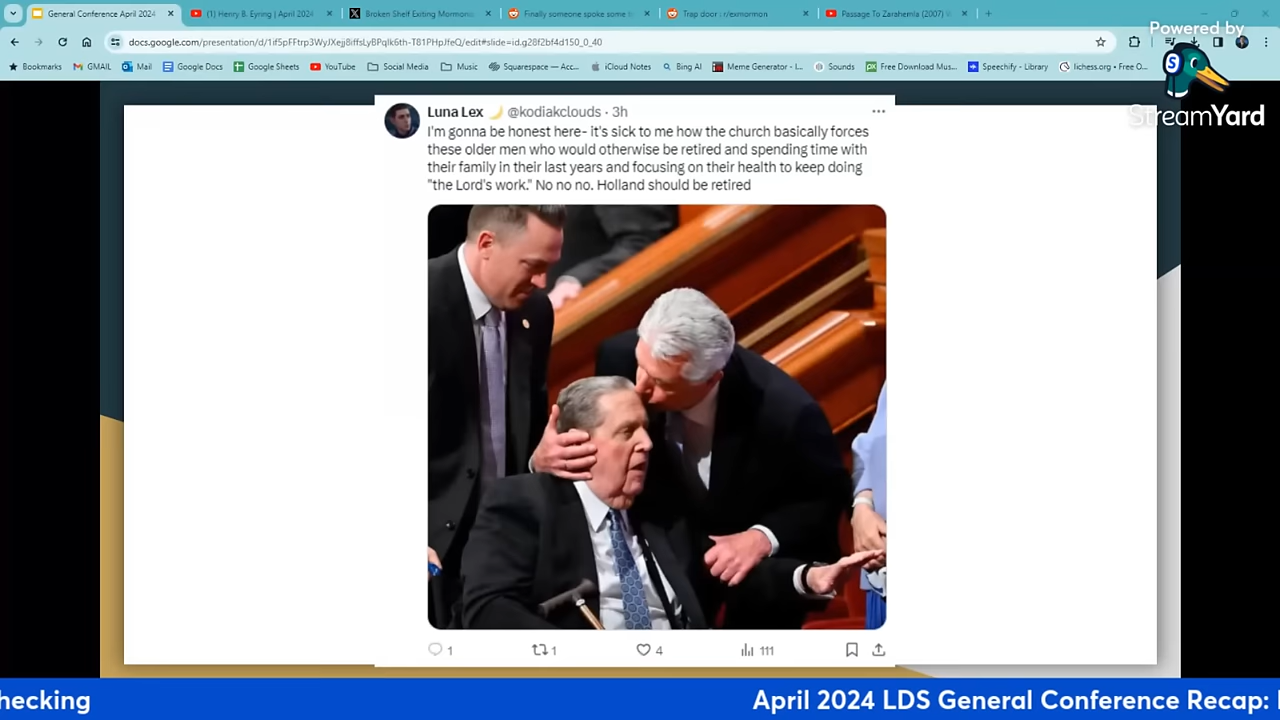 General Conference April 2024
(1) Henry B. Eyring | April 2024
Broken Shelf Exiting Mormonis
Finally someone spoke some t
Trap door : r/exmormon
Passage To Zarahemla (2007)
docs.google.com/presentation/d/
edit#slide=id.g28f2bf4d150_0_40
Bookmarks
GMAIL
Mail
Google Docs
Google Sheets
YouTube
Social Media
Music
Squarespace — Acc...
iCloud Notes
Bing AI
Meme Generator - I...
Sounds
Free Download Mus...
Speechify - Library
lichess.org • Free O...
Powered by
S
StreamYard
Luna Lex 🌙 @kodiakclouds · 3h
I'm gonna be honest here- it's sick to me how the church basically forces
these older men who would otherwise be retired and spending time with
their family in their last years and focusing on their health to keep doing
"the Lord's work." No no no. Holland should be retired
1
1
4
111
hecking
April 2024 LDS General Conference Recap: